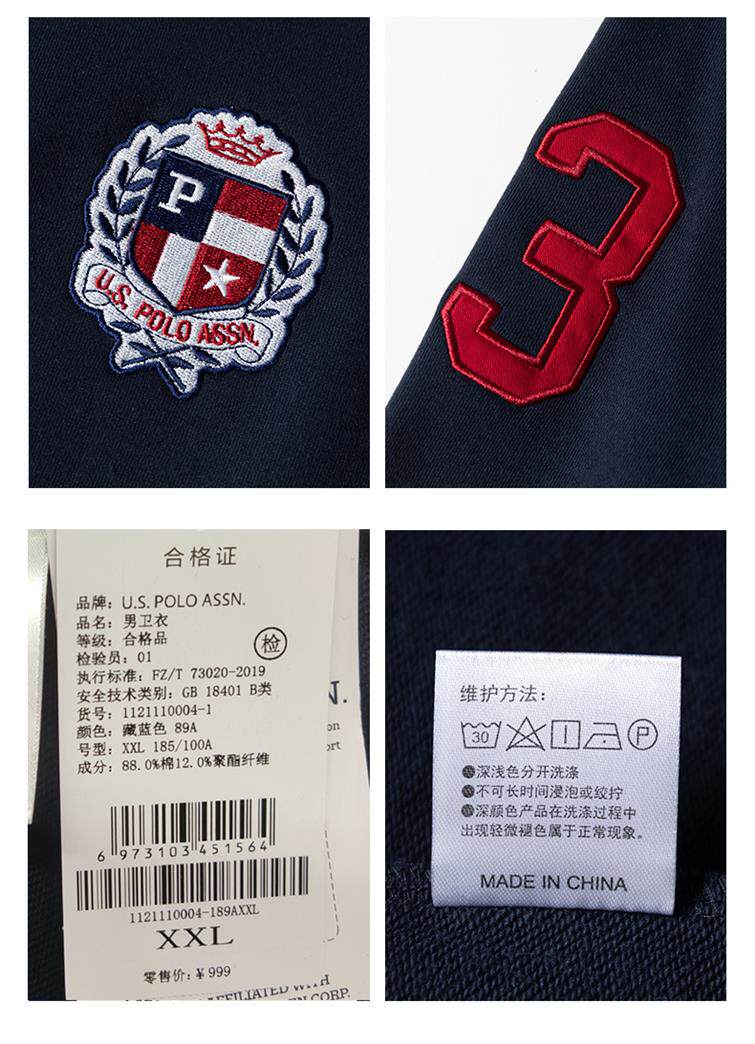 P
U.S. POLO ASSN.
3
合格证
品牌: U.S. POLO ASSN.
品名: 男卫衣
等级: 合格品
检验员: 01
检
执行标准: FZ/T 73020-2019
安全技术类别: GB 18401 B类
货号: 1121110004-1
颜色: 藏蓝色 89A
号型: XXL 185/100A
成分: 88.0%棉12.0%聚酯纤维
6 973103 451564
1121110004-189AXXL
XXL
零售价: ¥ 999
N.
on
ort
CORP.
维护方法:
30
P
●深浅色分开洗涤
●不可长时间浸泡或绞拧
●深颜色产品在洗涤过程中
出现轻微褪色属于正常现象。
MADE IN CHINA